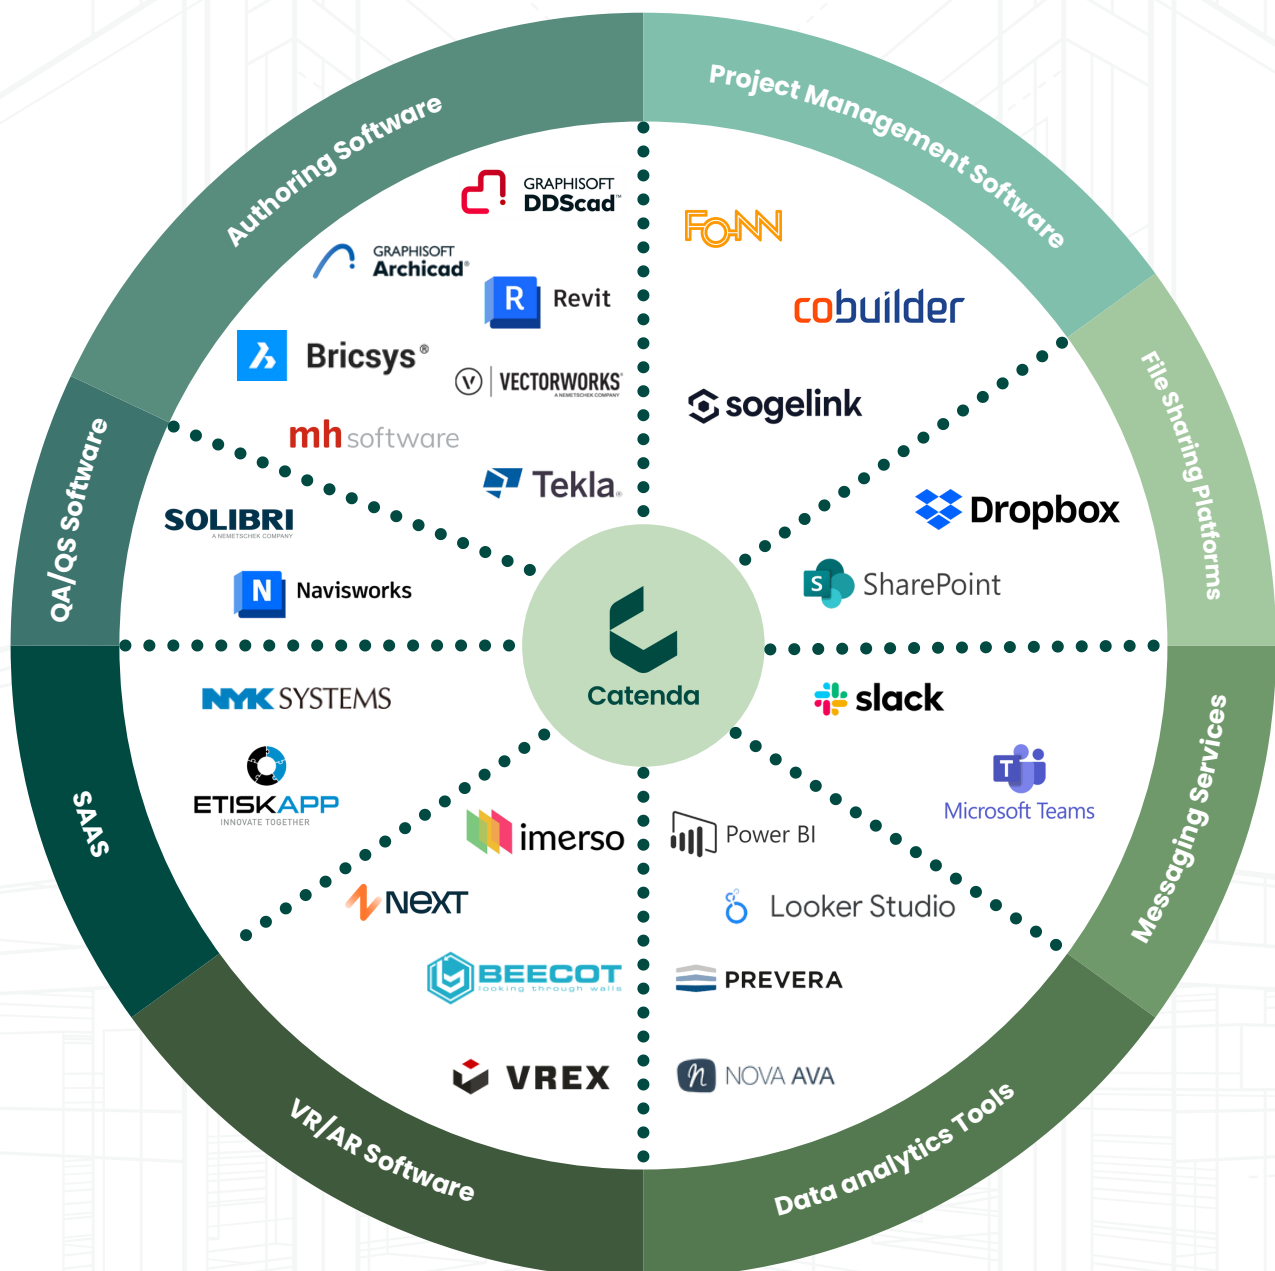 Project Management Software
FONN
cobuilder
sogelink
File Sharing Platforms
Dropbox
S
SharePoint
Messaging Services
slack
T
Microsoft Teams
Data analytics Tools
Power BI
Looker Studio
PREVERA
n
NOVA AVA
VR/AR Software
imerso
NEXT
BEECOT
looking through walls
VREX
SAAS
NYK SYSTEMS
ETISKAPP
INNOVATE TOGETHER
QA/QS Software
SOLIBRI
A NEMETSCHEK COMPANY
N
Navisworks
Authoring Software
GRAPHISOFT
DDScad™
GRAPHISOFT
Archicad®
R
Revit
Bricsys®
V
VECTORWORKS®
A NEMETSCHEK COMPANY
mh software
Tekla®
Catenda